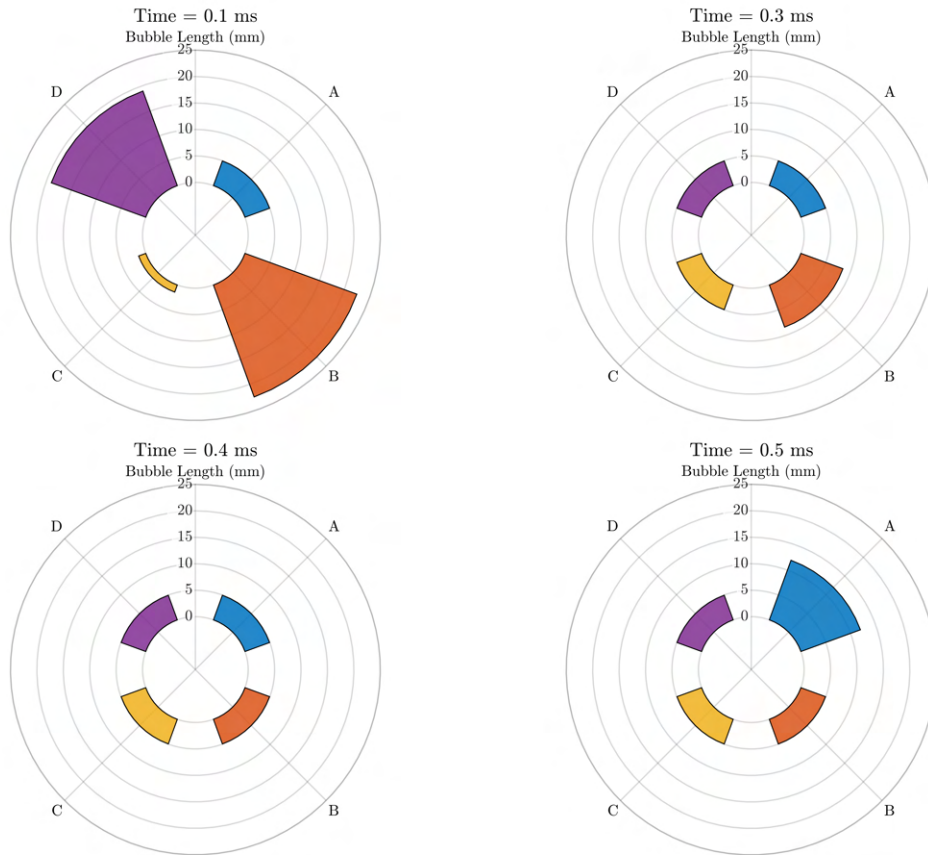 Time = 0.1 ms
Bubble Length (mm)
25
20
15
10
5
0
D
A
C
B
Time = 0.3 ms
Bubble Length (mm)
25
20
15
10
5
0
D
A
C
B
Time = 0.4 ms
Bubble Length (mm)
25
20
15
10
5
0
D
A
C
B
Time = 0.5 ms
Bubble Length (mm)
25
20
15
10
5
0
D
A
C
B